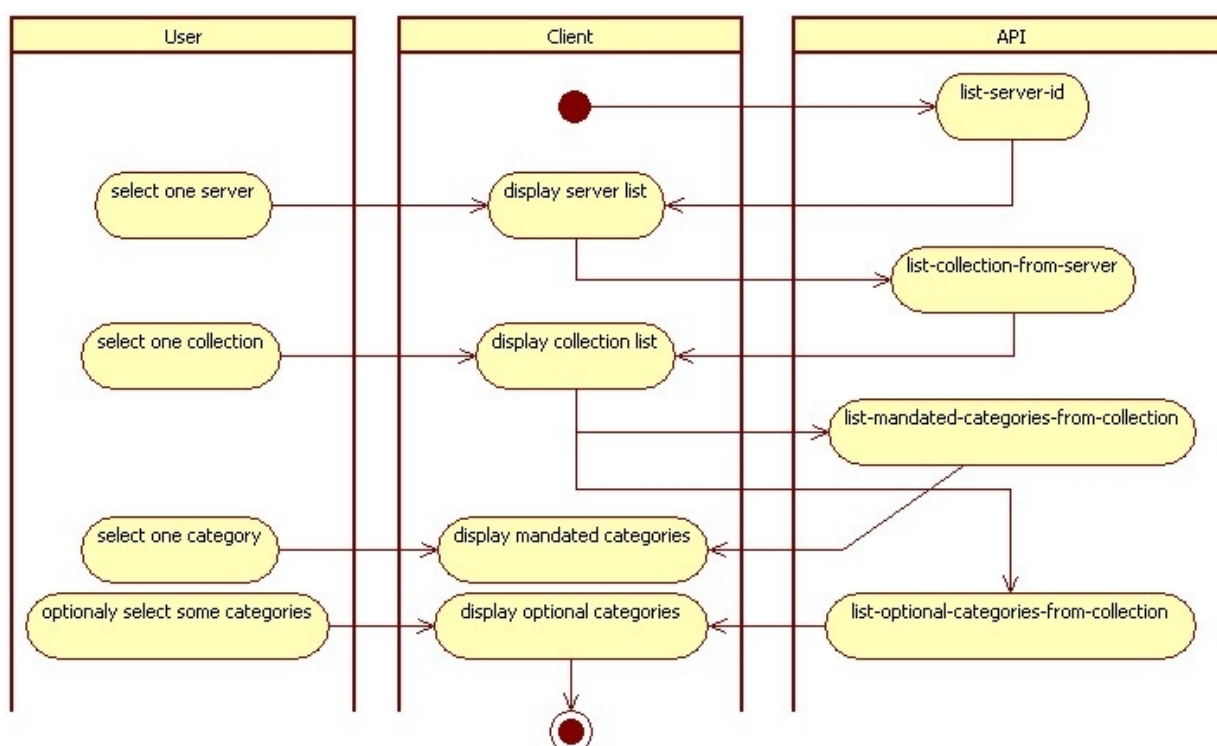 User
Client
API
list-server-id
select one server
display server list
list-collection-from-server
select one collection
display collection list
list-mandated-categories-from-collection
select one category
display mandated categories
optionaly select some categories
display optional categories
list-optional-categories-from-collection